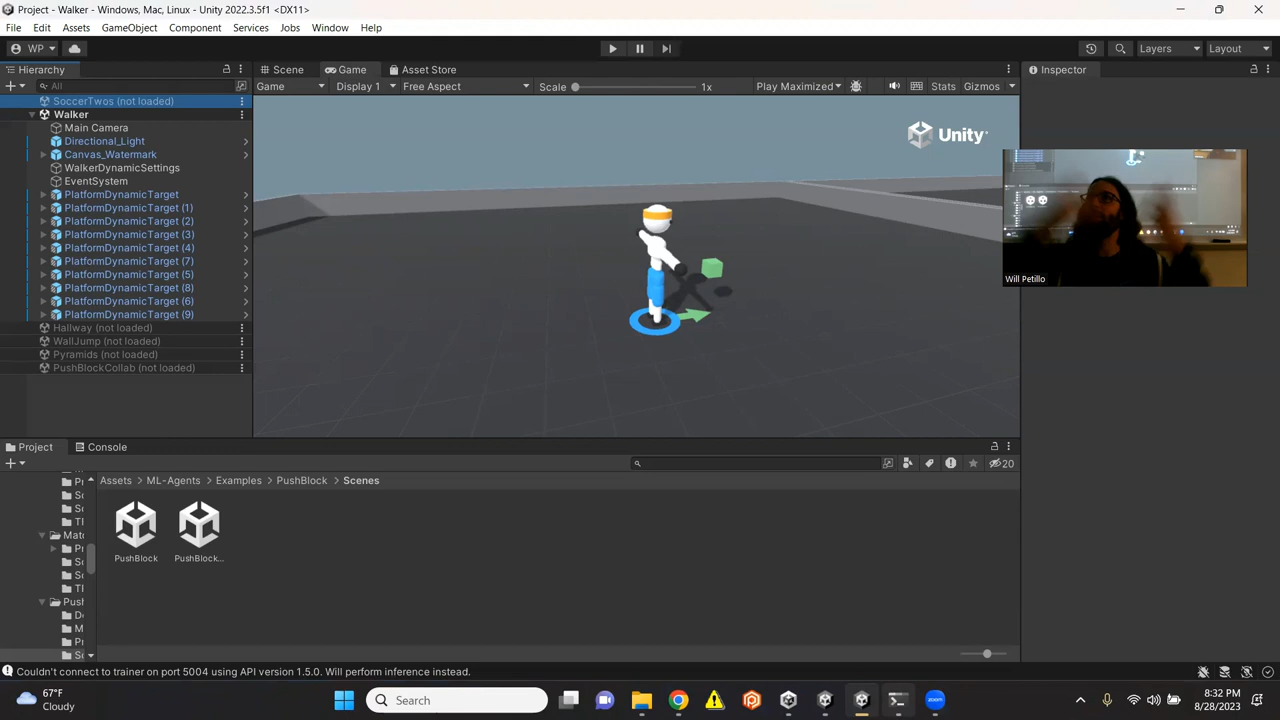 Project - Walker - Windows, Mac, Linux - Unity 2022.3.5f1 <DX11>
File Edit Assets GameObject Component Services Jobs Window Help
WP Layers Layout
Hierarchy Scene Game Asset Store Inspector
All Game Display 1 Free Aspect Scale 1x Play Maximized Stats Gizmos
SoccerTwos (not loaded)
Walker
Main Camera
Directional_Light
Canvas_Watermark
WalkerDynamicSettings
EventSystem
PlatformDynamicTarget
PlatformDynamicTarget (1)
PlatformDynamicTarget (2)
PlatformDynamicTarget (3)
PlatformDynamicTarget (4)
PlatformDynamicTarget (7)
PlatformDynamicTarget (5)
PlatformDynamicTarget (8)
PlatformDynamicTarget (6)
PlatformDynamicTarget (9)
Hallway (not loaded)
WallJump (not loaded)
Pyramids (not loaded)
PushBlockCollab (not loaded)
Unity
Will Petillo
Project Console
20
Assets > ML-Agents > Examples > PushBlock > Scenes
Matc
Pus
PushBlock PushBlock...
Couldn't connect to trainer on port 5004 using API version 1.5.0. Will perform inference instead.
67°F
Cloudy
Search
8:32 PM
8/28/2023